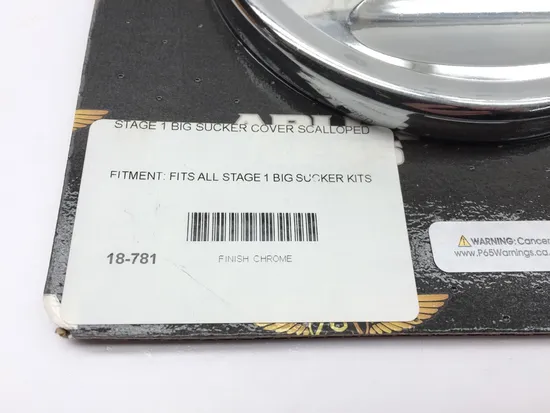 STAGE 1 BIG SUCKER COVER SCALLOPED
FITMENT: FITS ALL STAGE 1 BIG SUCKER KITS
18-781
FINISH CHROME
WARNING: Cancer
www.P65Warnings.ca.